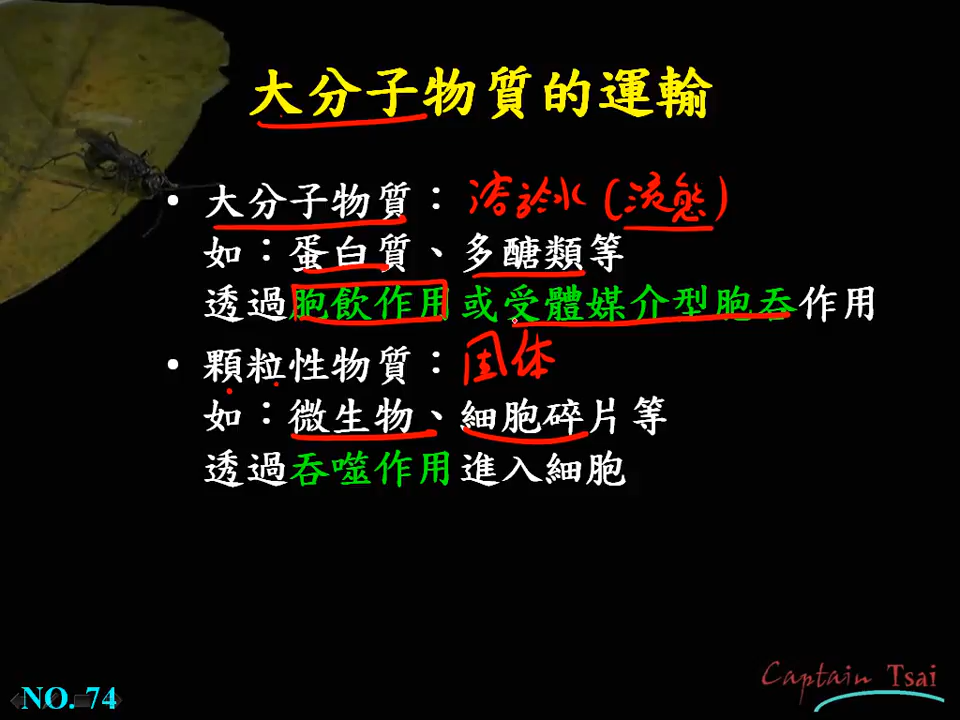 大分子物質的運輸
• 大分子物質：溶於水(流態)
如：蛋白質、多醣類等
透過胞飲作用或受體媒介型胞吞作用
• 顆粒性物質：固体
如：微生物、細胞碎片等
透過吞噬作用進入細胞
NO. 74
Captain Tsai